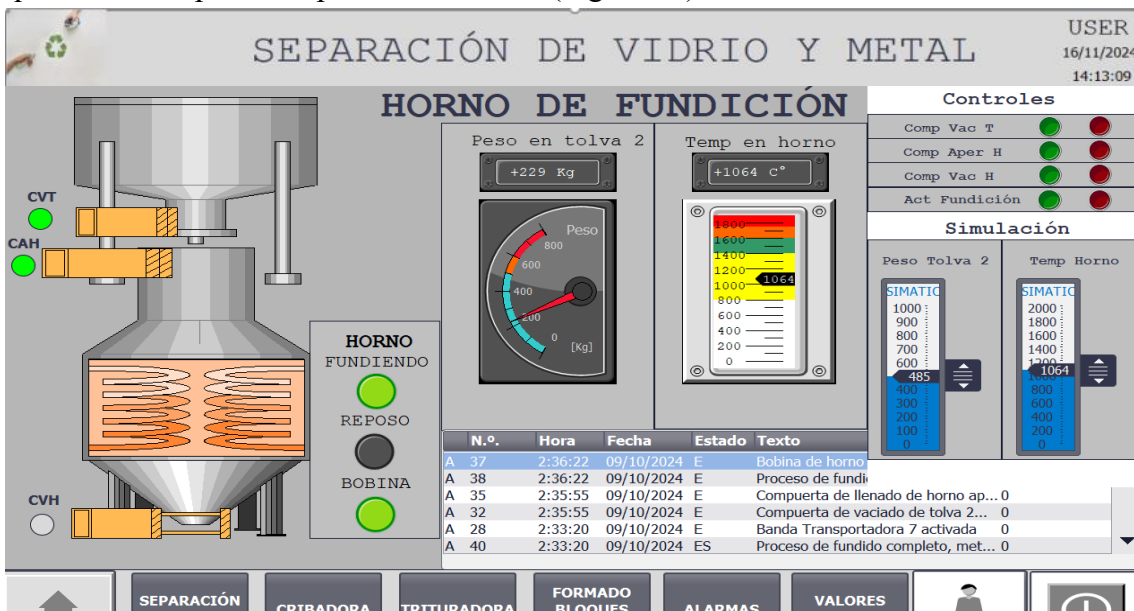 USER
SEPARACIÓN DE VIDRIO Y METAL
16/11/2024
14:13:09
HORNO DE FUNDICIÓN
Controles
Comp Vac T
Comp Aper H
Comp Vac H
Act Fundición
Peso en tolva 2
+229 Kg
Peso
800
600
400
200
0
[Kg]
Temp en horno
+1064 C°
1800
1600
1400
1200
1000
800
600
400
200
0
1064
Simulación
Peso Tolva 2
SIMATIC
1000
900
800
700
600
485
400
300
200
100
0
Temp Horno
SIMATIC
2000
1800
1600
1400
1200
1064
1000
800
600
400
200
0
CVT
CAH
CVH
HORNO
FUNDIENDO
REPOSO
BOBINA
N.º. Hora Fecha Estado Texto
A 37 2:36:22 09/10/2024 E Bobina de horno
A 38 2:36:22 09/10/2024 E Proceso de fundi
A 35 2:35:55 09/10/2024 E Compuerta de llenado de horno ap... 0
A 32 2:35:55 09/10/2024 E Compuerta de vaciado de tolva 2... 0
A 28 2:33:20 09/10/2024 E Banda Transportadora 7 activada 0
A 40 2:33:20 09/10/2024 ES Proceso de fundido completo, met... 0
SEPARACIÓN
CRIBADORA
TRITURADORA
FORMADO
BLOQUES
ALARMAS
VALORES